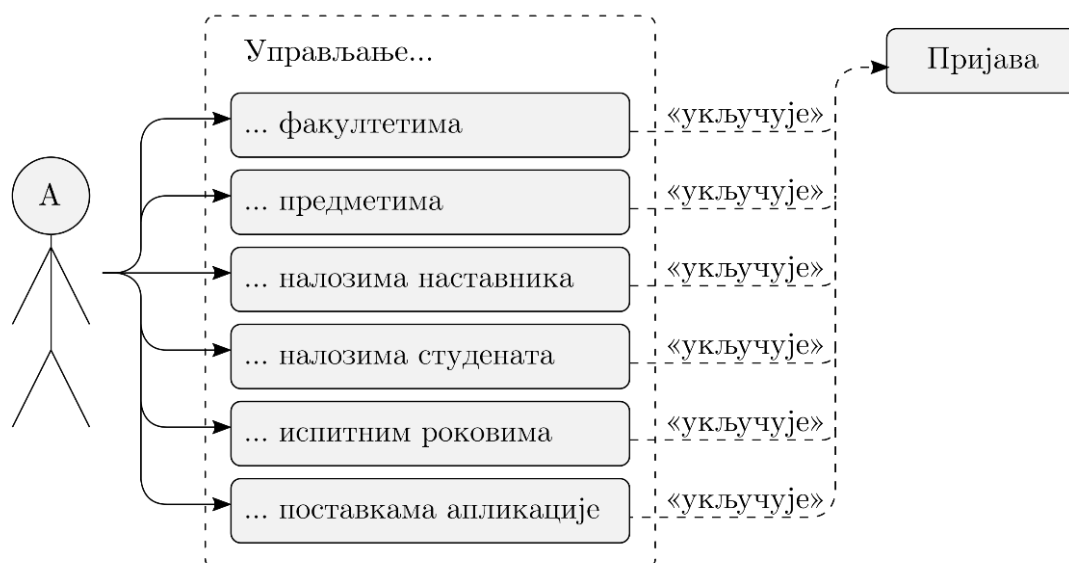 Управљање...
Пријава
... факултетима
«укључује»
А
... предметима
«укључује»
... налозима наставника
«укључује»
... налозима студената
«укључује»
... испитним роковима
«укључује»
... поставкама апликације
«укључује»